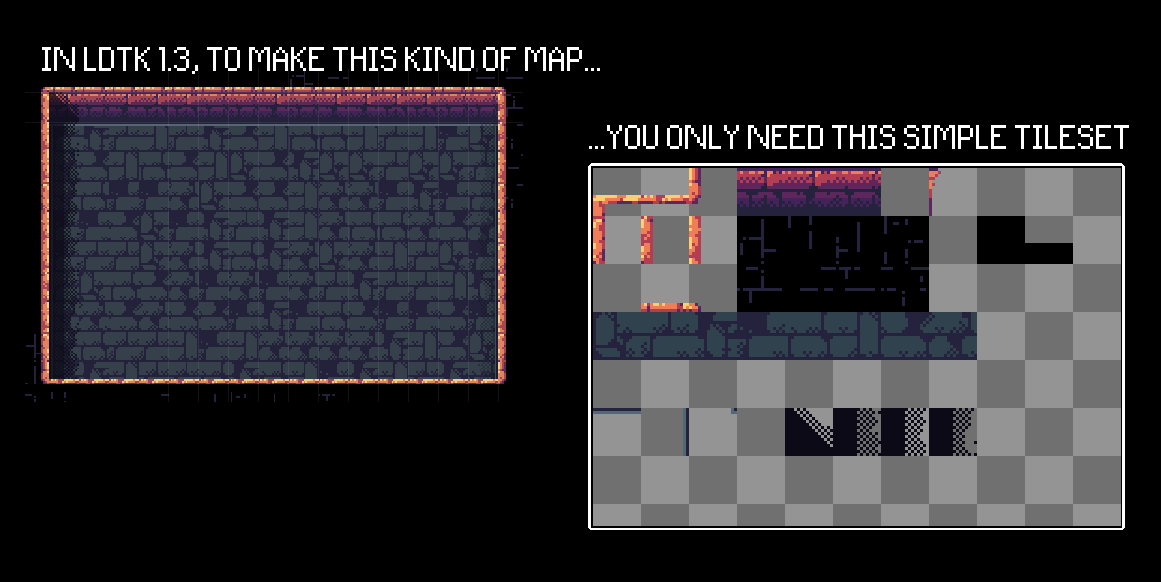 IN LDTK 1.3, TO MAKE THIS KIND OF MAP...
...YOU ONLY NEED THIS SIMPLE TILESET